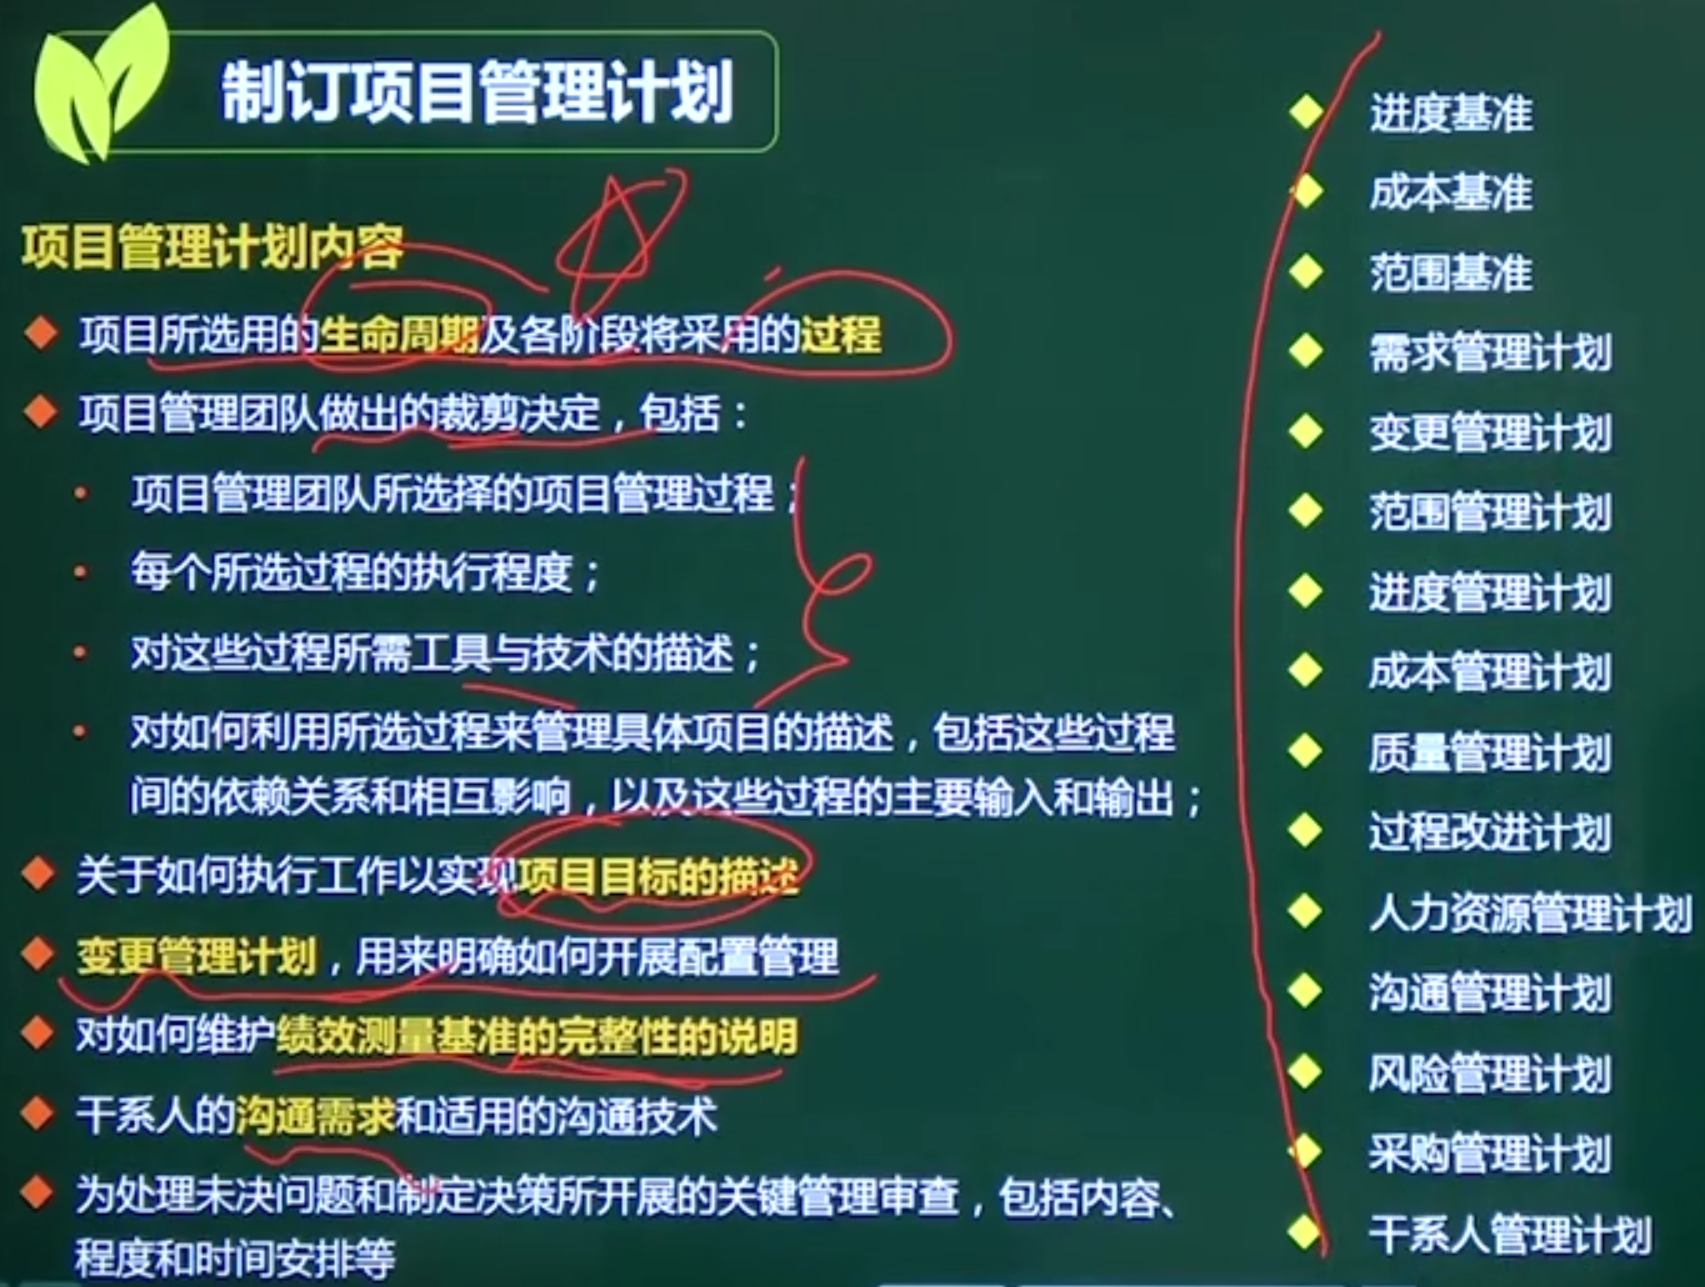 制订项目管理计划
项目管理计划内容
项目所选用的生命周期及各阶段将采用的过程
项目管理团队做出的裁剪决定，包括：
项目管理团队所选择的项目管理过程；
每个所选过程的执行程度；
对这些过程所需工具与技术的描述；
对如何利用所选过程来管理具体项目的描述，包括这些过程
间的依赖关系和相互影响，以及这些过程的主要输入和输出；
关于如何执行工作以实现项目目标的描述
变更管理计划，用来明确如何开展配置管理
对如何维护绩效测量基准的完整性的说明
干系人的沟通需求和适用的沟通技术
为处理未决问题和制定决策所开展的关键管理审查，包括内容、
程度和时间安排等
进度基准
成本基准
范围基准
需求管理计划
变更管理计划
范围管理计划
进度管理计划
成本管理计划
质量管理计划
过程改进计划
人力资源管理计划
沟通管理计划
风险管理计划
采购管理计划
干系人管理计划